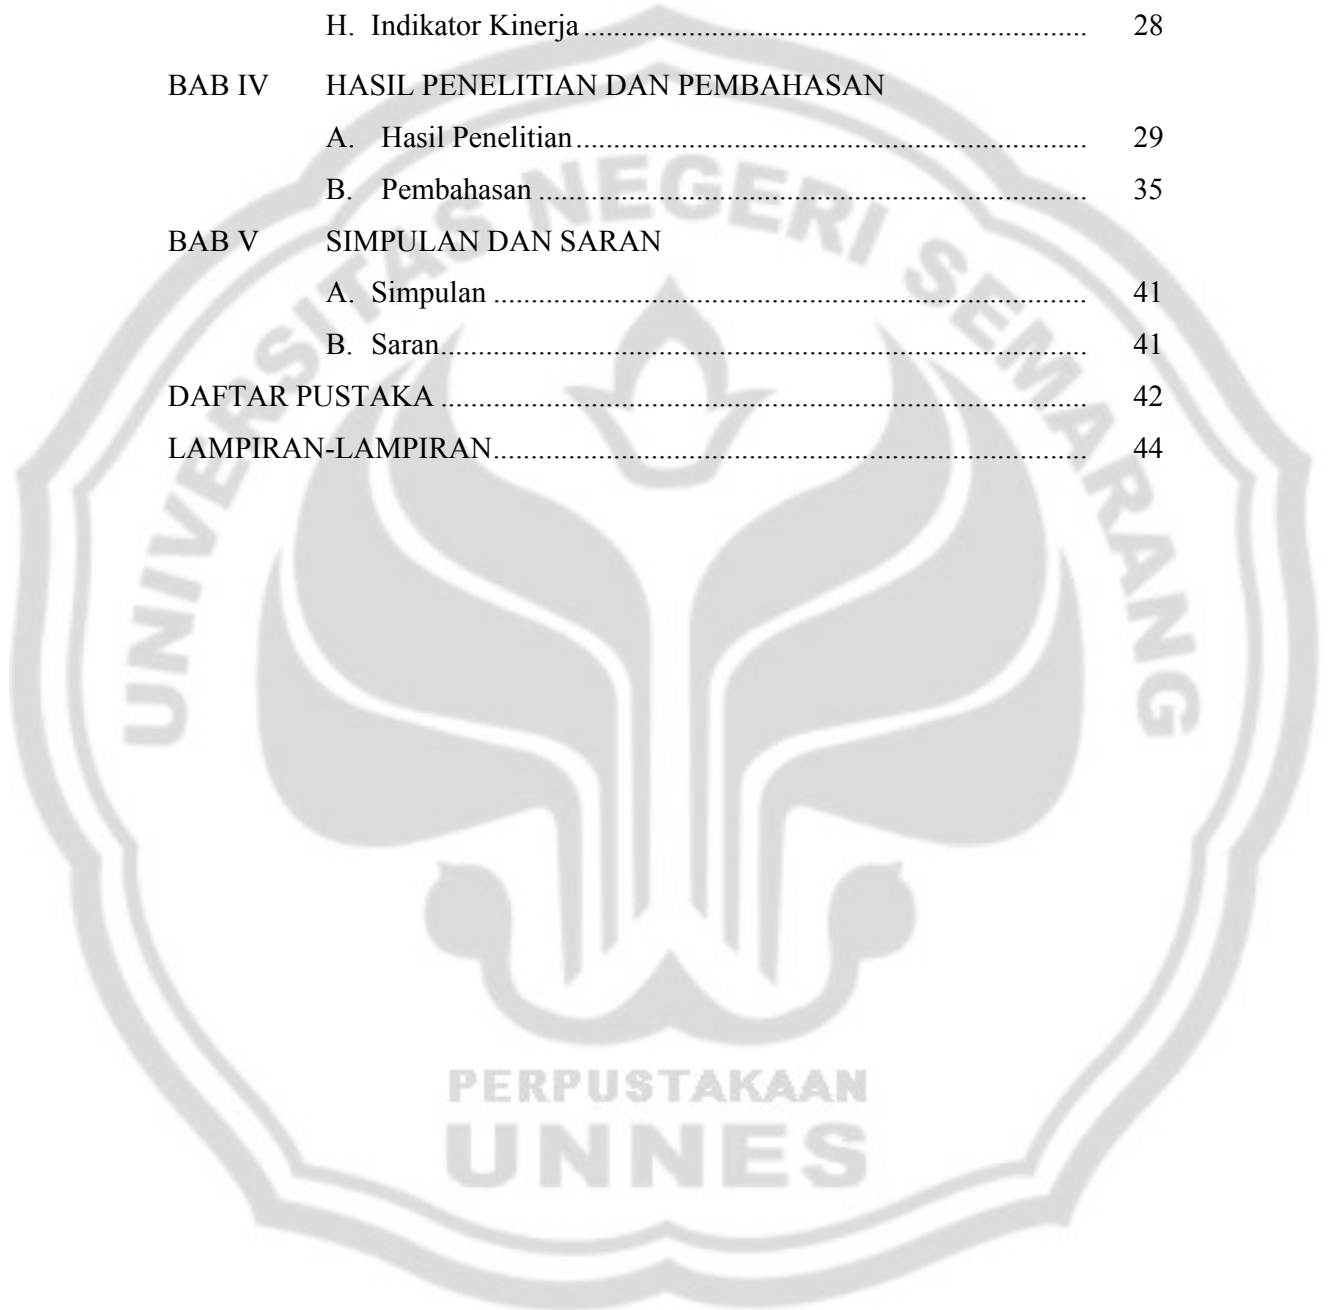 H. Indikator Kinerja ........................................................................ 28
BAB IV HASIL PENELITIAN DAN PEMBAHASAN
A. Hasil Penelitian ........................................................................ 29
B. Pembahasan ........................................................................ 35
BAB V SIMPULAN DAN SARAN
A. Simpulan ........................................................................ 41
B. Saran ........................................................................ 41
DAFTAR PUSTAKA ........................................................................ 42
LAMPIRAN-LAMPIRAN ........................................................................ 44
UNIVERSITAS NEGERI SEMARANG
PERPUSTAKAAN
UNNES